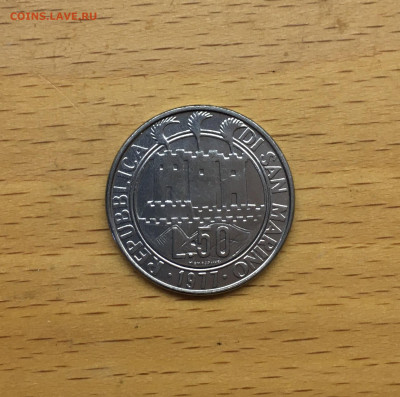 COINS.LAVE.RU
REPUBBLICA DI SAN MARINO
L.50
· 1977 ·